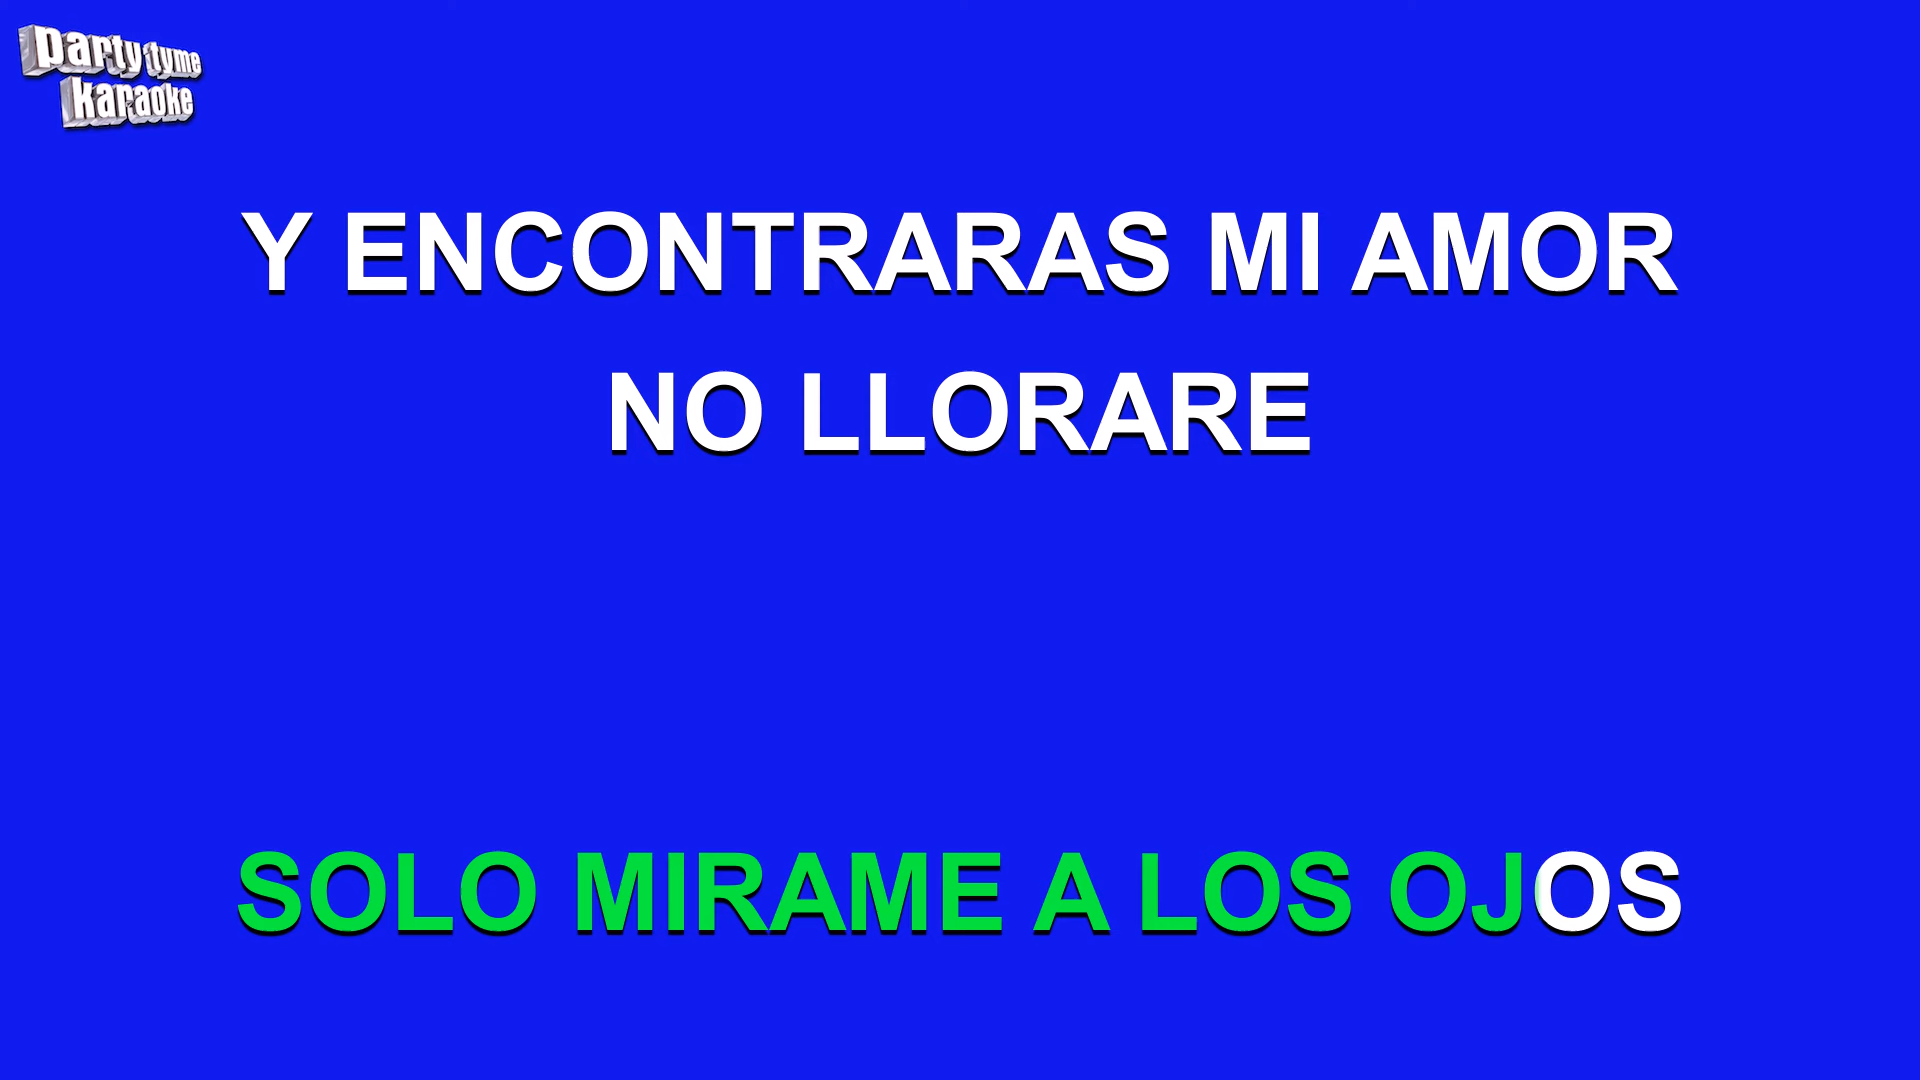 party tyme
karaoke
Y ENCONTRARAS MI AMOR
NO LLORARE
SOLO MIRAME A LOS OJOS